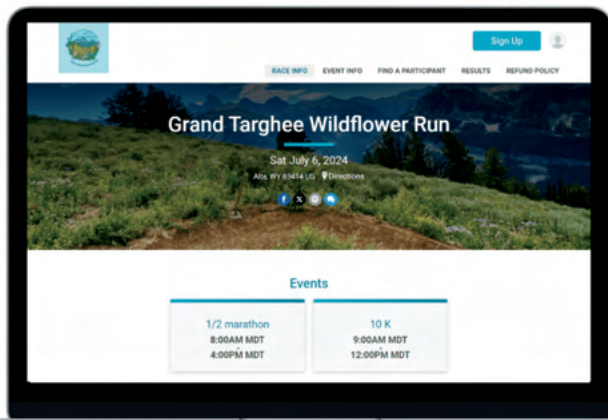 Sign Up
RACE INFO EVENT INFO FIND A PARTICIPANT RESULTS REFUND POLICY
Grand Targhee Wildflower Run
Sat July 6, 2024
Alta, WY 83414 US Directions
Events
1/2 marathon
8:00AM MDT
-
4:00PM MDT
10 K
9:00AM MDT
-
12:00PM MDT